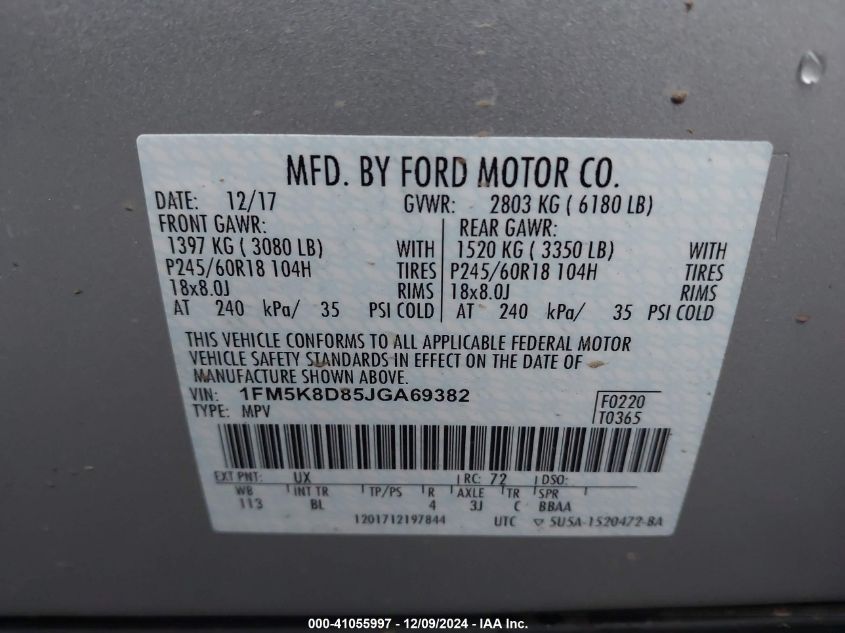 MFD. BY FORD MOTOR CO.
DATE: 12/17 GVWR: 2803 KG ( 6180 LB)
FRONT GAWR: REAR GAWR:
1397 KG ( 3080 LB) WITH 1520 KG ( 3350 LB) WITH
P245/60R18 104H TIRES P245/60R18 104H TIRES
18x8.0J RIMS 18x8.0J RIMS
AT 240 kPa/ 35 PSI COLD AT 240 kPa/ 35 PSI COLD
THIS VEHICLE CONFORMS TO ALL APPLICABLE FEDERAL MOTOR
VEHICLE SAFETY STANDARDS IN EFFECT ON THE DATE OF
MANUFACTURE SHOWN ABOVE.
VIN: 1FM5K8D85JGA69382 F0220
TYPE: MPV T0365
EXT PNT: UX RC: 72 DSO:
WB INT TR TP/PS R AXLE TR SPR
113 BL 4 3J C BBAA
1201712197844 UTC ▽ 5U5A-1520472-BA
000-41055997 - 12/09/2024 - IAA Inc.